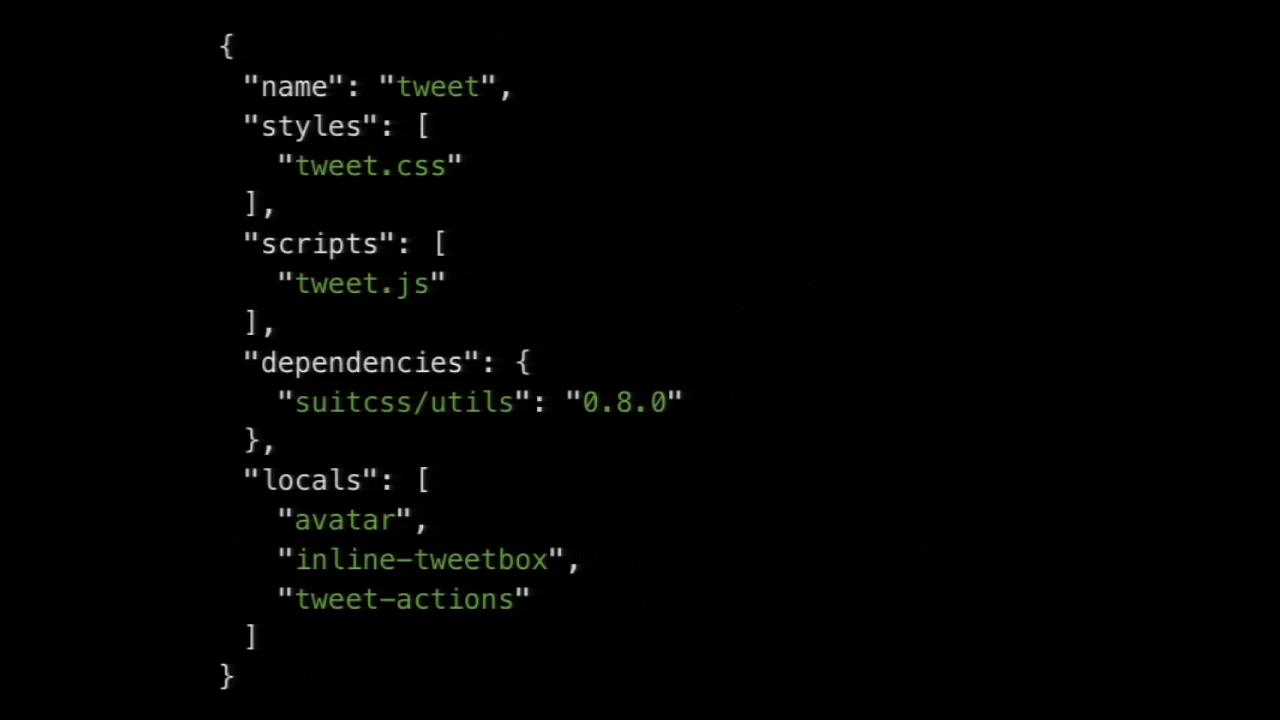 {
"name": "tweet",
"styles": [
"tweet.css"
],
"scripts": [
"tweet.js"
],
"dependencies": {
"suitcss/utils": "0.8.0"
},
"locals": [
"avatar",
"inline-tweetbox",
"tweet-actions"
]
}